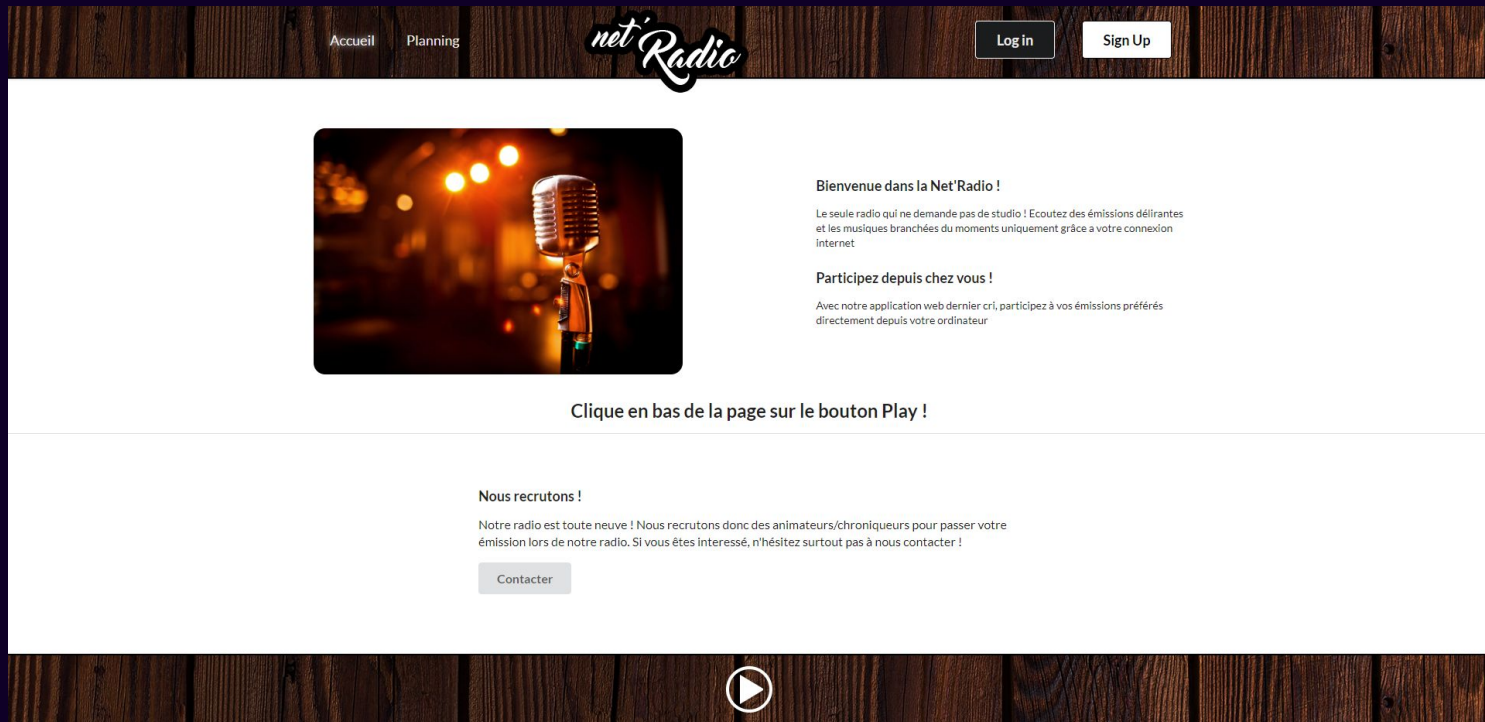 Accueil
Planning
net'Radio
Log in
Sign Up
Bienvenue dans la Net'Radio !
Le seule radio qui ne demande pas de studio ! Ecoutez des émissions délirantes
et les musiques branchées du moments uniquement grâce a votre connexion
internet
Participez depuis chez vous !
Avec notre application web dernier cri, participez à vos émissions préférés
directement depuis votre ordinateur
Clique en bas de la page sur le bouton Play !
Nous recrutons !
Notre radio est toute neuve ! Nous recrutons donc des animateurs/chroniqueurs pour passer votre
émission lors de notre radio. Si vous êtes interessé, n'hésitez surtout pas à nous contacter !
Contacter